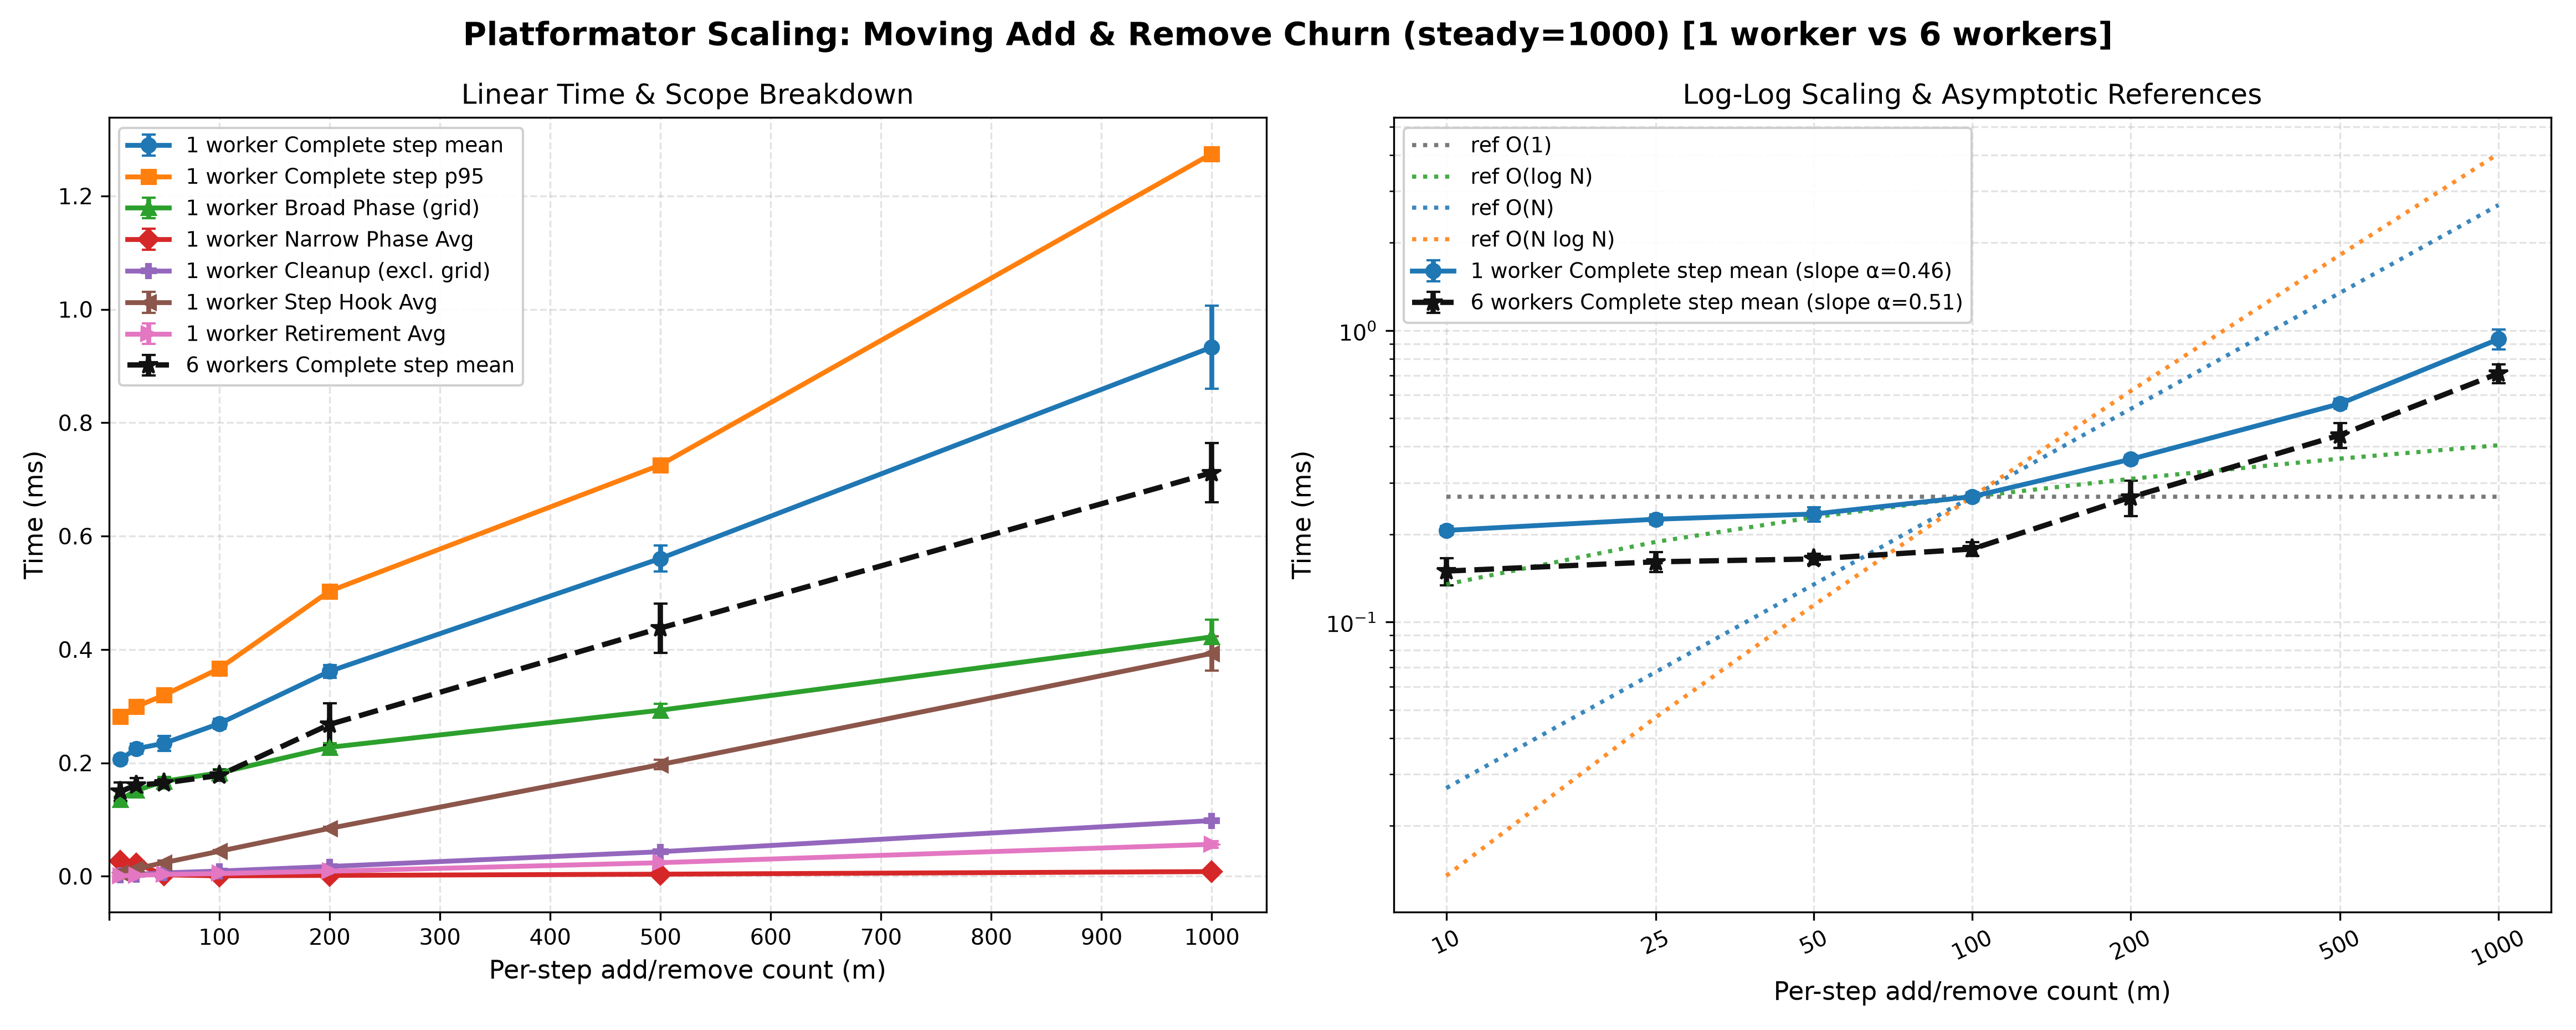 Platformator Scaling: Moving Add & Remove Churn (steady=1000) [1 worker vs 6 workers]
Linear Time & Scope Breakdown
1 worker Complete step mean
1 worker Complete step p95
1 worker Broad Phase (grid)
1 worker Narrow Phase Avg
1 worker Cleanup (excl. grid)
1 worker Step Hook Avg
1 worker Retirement Avg
6 workers Complete step mean
Time (ms)
1.2
1.0
0.8
0.6
0.4
0.2
0.0
100 200 300 400 500 600 700 800 900 1000
Per-step add/remove count (m)
Log-Log Scaling & Asymptotic References
ref O(1)
ref O(log N)
ref O(N)
ref O(N log N)
1 worker Complete step mean (slope α=0.46)
6 workers Complete step mean (slope α=0.51)
Time (ms)
10⁰
10⁻¹
10 25 50 100 200 500 1000
Per-step add/remove count (m)